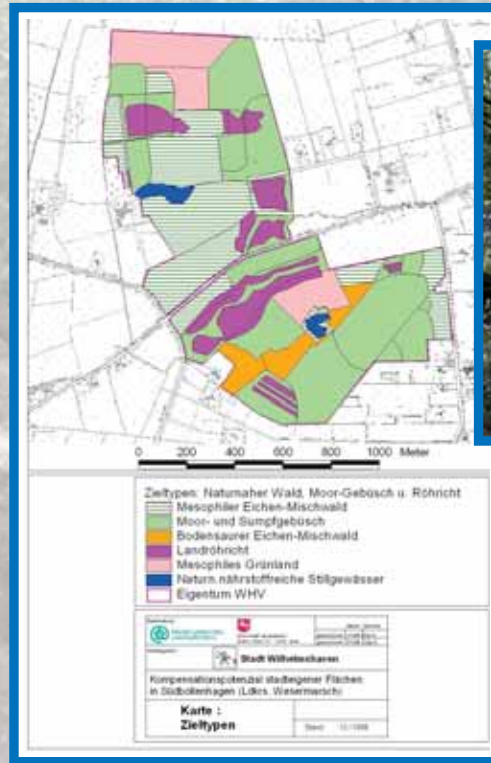 0 200 400 600 800 1000 Meter
Zieltypen: Naturnaher Wald, Moor-Gebüsch u. Röhricht
Mesophiler Eichen-Mischwald
Moor- und Sumpfgebüsch
Bodensaurer Eichen-Mischwald
Landröhricht
Mesophiles Grünland
Naturn.nährstoffreiche Stillgewässer
Eigentum WHV
Stadt Wilhelmshaven
Kompensationspotenzial stadteigener Flächen
in Südbollenhagen (Ldkrs. Wesermarsch)
Karte :
Zieltypen
Stand: